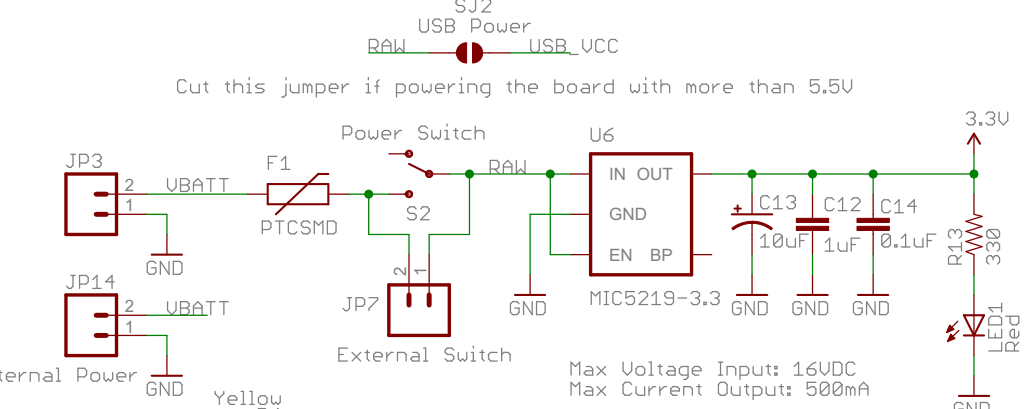 SJ2
USB Power
RAW
USB_VCC
Cut this jumper if powering the board with more than 5.5V
Power Switch
U6
3.3V
JP3
F1
2
VBATT
RAW
IN OUT
1
PTCSMD
S2
GND
C13
C12
C14
10uF
1uF
0.1uF
R13
330
GND
EN BP
JP14
2
1
JP7
MIC5219-3.3
GND
GND
GND
GND
2
VBATT
1
LED1
Red
External Switch
ternal Power
GND
Max Voltage Input: 16VDC
Max Current Output: 500mA
Yellow
GND